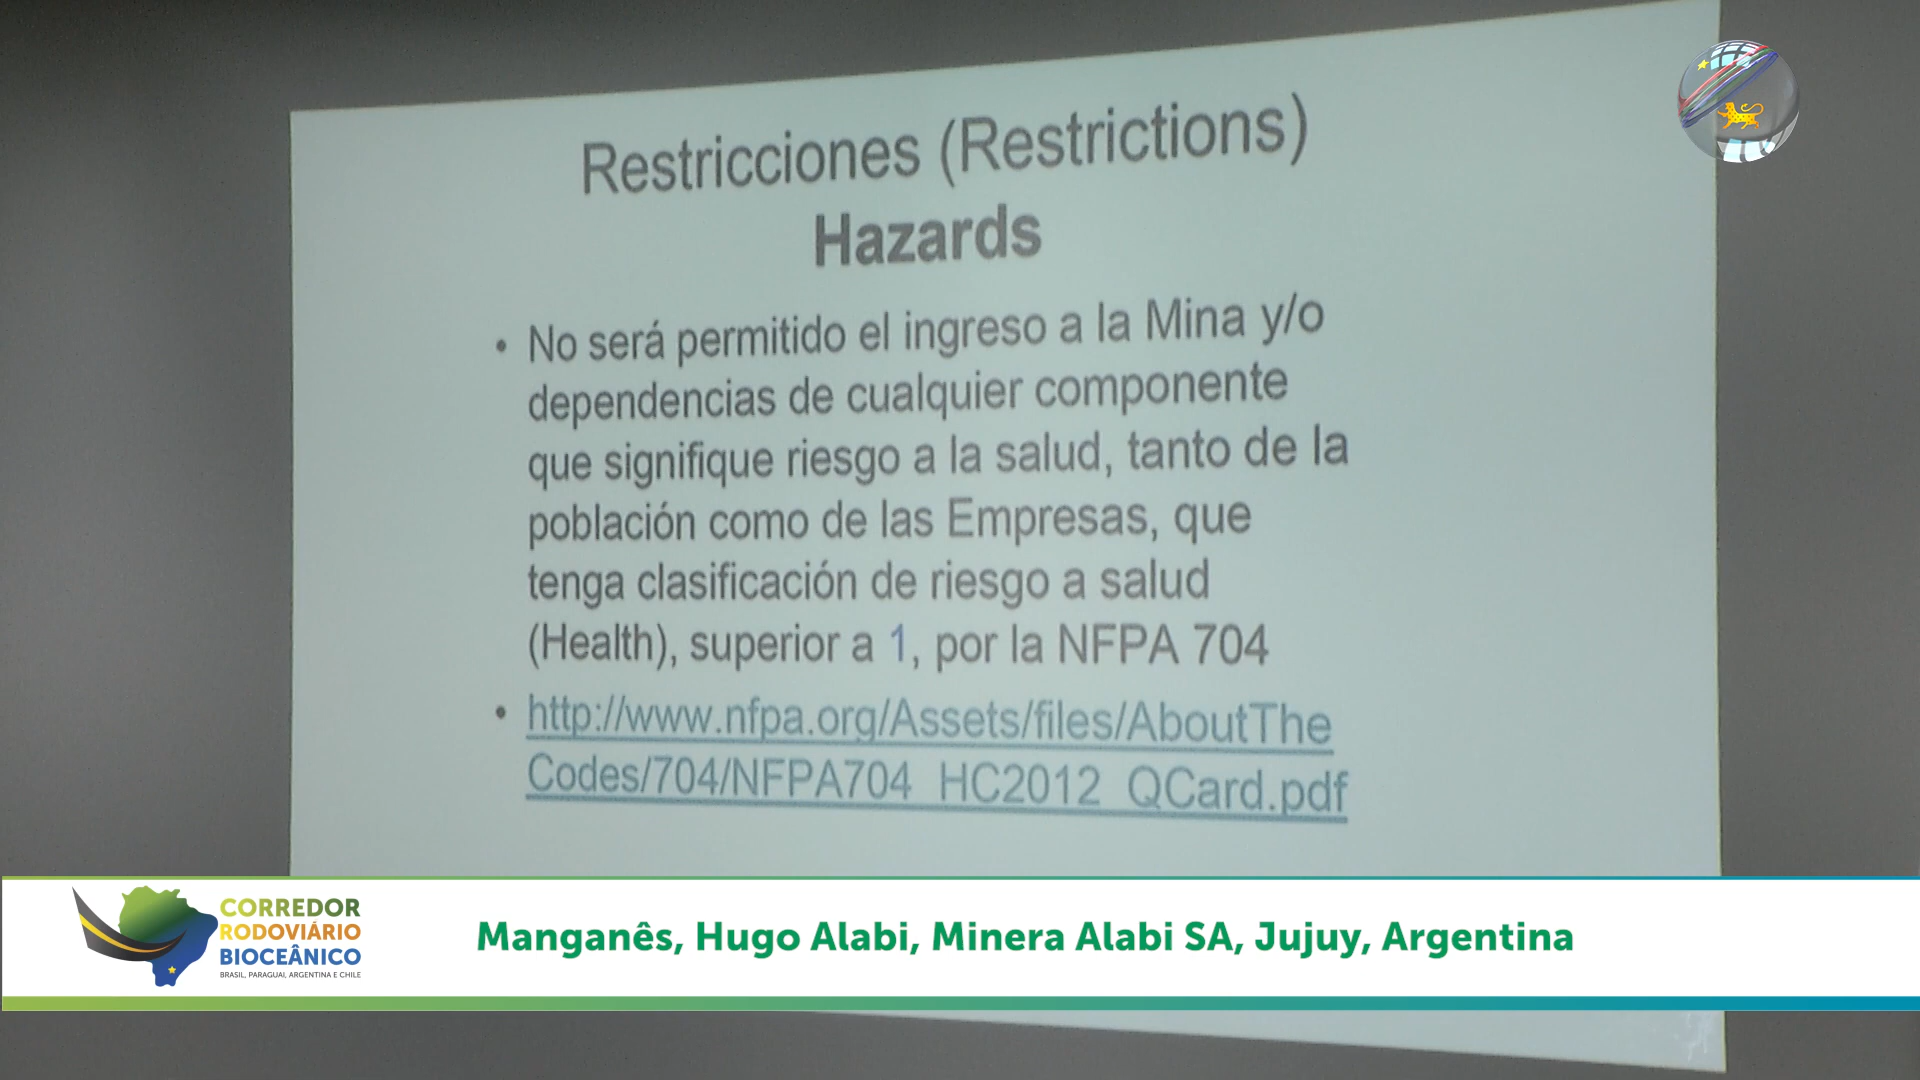 Restricciones (Restrictions)
Hazards
• No será permitido el ingreso a la Mina y/o
dependencias de cualquier componente
que signifique riesgo a la salud, tanto de la
población como de las Empresas, que
tenga clasificación de riesgo a salud
(Health), superior a 1, por la NFPA 704
• http://www.nfpa.org/Assets/files/AboutThe
Codes/704/NFPA704_HC2012_QCard.pdf
CORREDOR
RODOVIÁRIO
BIOCEÂNICO
BRASIL, PARAGUAI, ARGENTINA E CHILE
Manganês, Hugo Alabi, Minera Alabi SA, Jujuy, Argentina